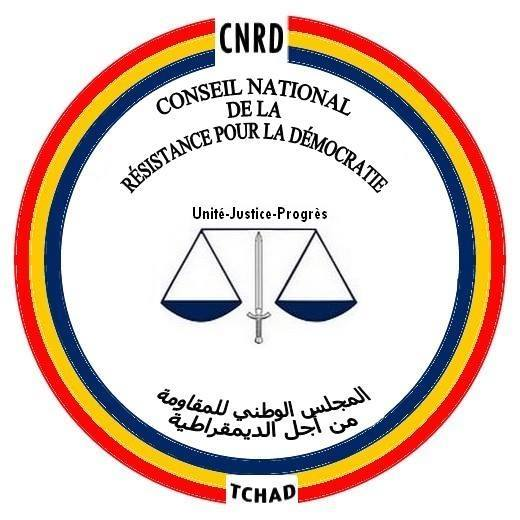 CNRD
CONSEIL NATIONAL
DE LA
RÉSISTANCE POUR LA DÉMOCRATIE
Unité-Justice-Progrès
المجلس الوطني للمقاومة
من أجل الديمقراطية
TCHAD